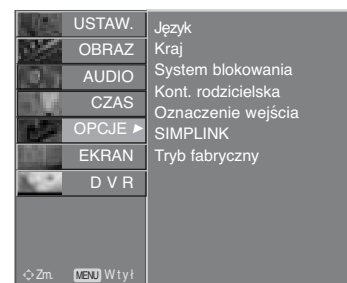 USTAW.
OBRAZ
AUDIO
CZAS
OPCJE ►
EKRAN
D V R
Język
Kraj
System blokowania
Kont. rodzicielska
Oznaczenie wejścia
SIMPLINK
Tryb fabryczny
Zm. MENU Wtył